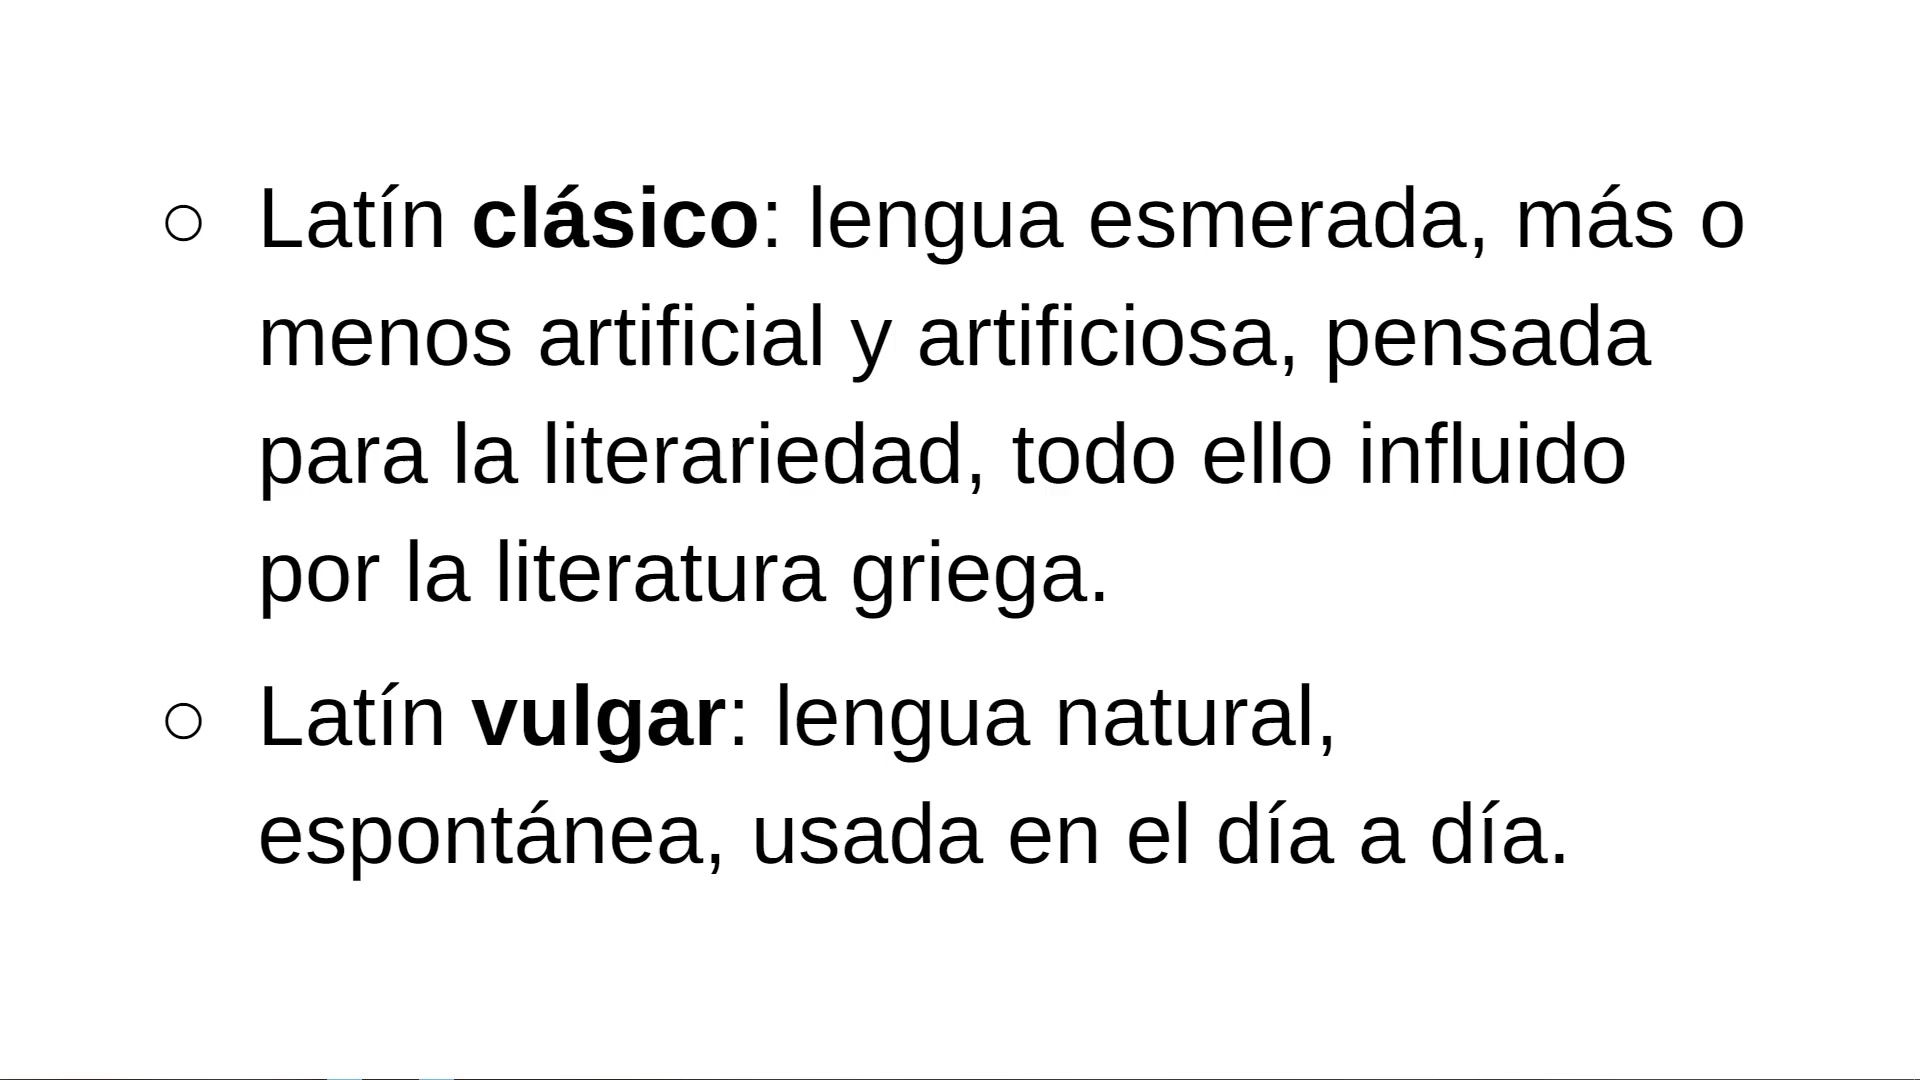 ○ Latín clásico: lengua esmerada, más o
menos artificial y artificiosa, pensada
para la literariedad, todo ello influido
por la literatura griega.
○ Latín vulgar: lengua natural,
espontánea, usada en el día a día.